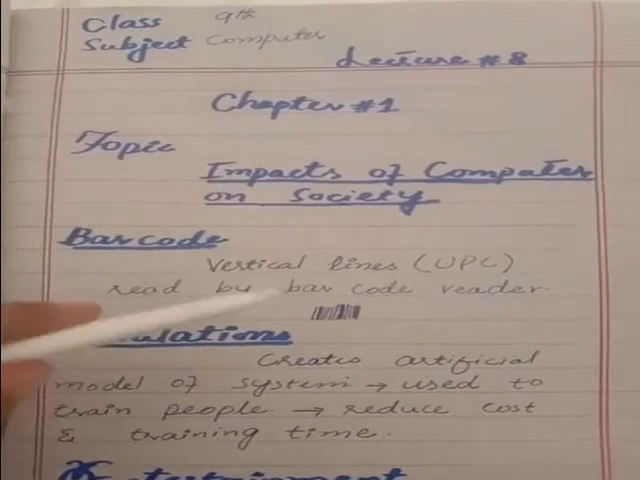 Class 9th
Subject Computer
Lecture #8
Chapter #1
Topic
Impacts of Computer
on Society
Barcode
Vertical lines (UPC)
read by bar code reader.
Creates artificial
model of system → used to
train people → reduce cost
& training time.